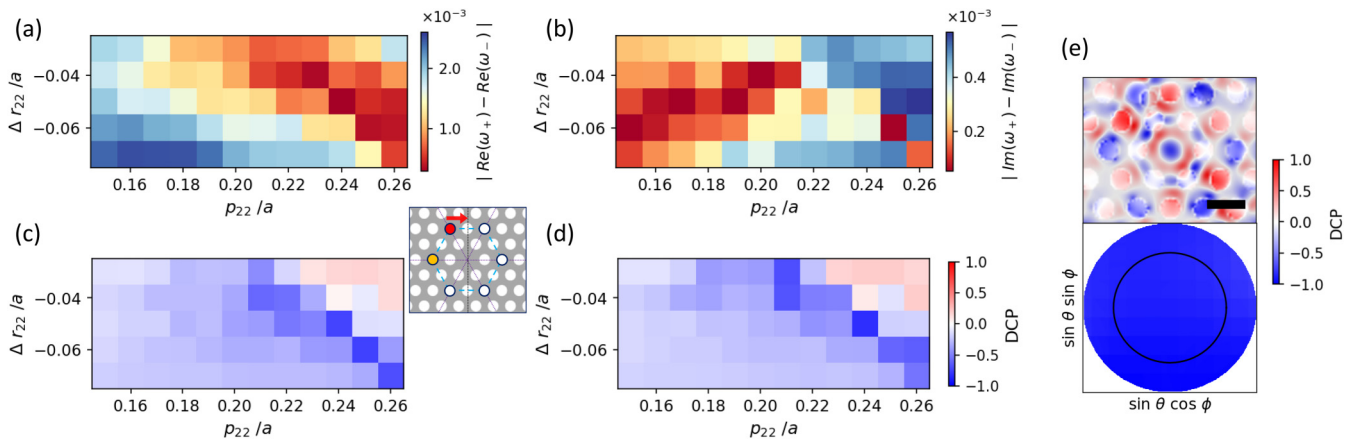 (a)
×10⁻³
Δ r₂₂ /a
−0.04
−0.06
0.16 0.18 0.20 0.22 0.24 0.26
p₂₂ /a
2.0
1.0
| Re(ω₊) − Re(ω₋) |
(b)
×10⁻³
Δ r₂₂ /a
−0.04
−0.06
0.16 0.18 0.20 0.22 0.24 0.26
p₂₂ /a
0.4
0.2
| Im(ω₊) − Im(ω₋) |
(c)
Δ r₂₂ /a
−0.04
−0.06
0.16 0.18 0.20 0.22 0.24 0.26
p₂₂ /a
(d)
Δ r₂₂ /a
−0.04
−0.06
0.16 0.18 0.20 0.22 0.24 0.26
p₂₂ /a
1.0
0.5
0.0
−0.5
−1.0
DCP
(e)
sin θ sin ϕ
sin θ cos ϕ
1.0
0.5
0.0
−0.5
−1.0
DCP